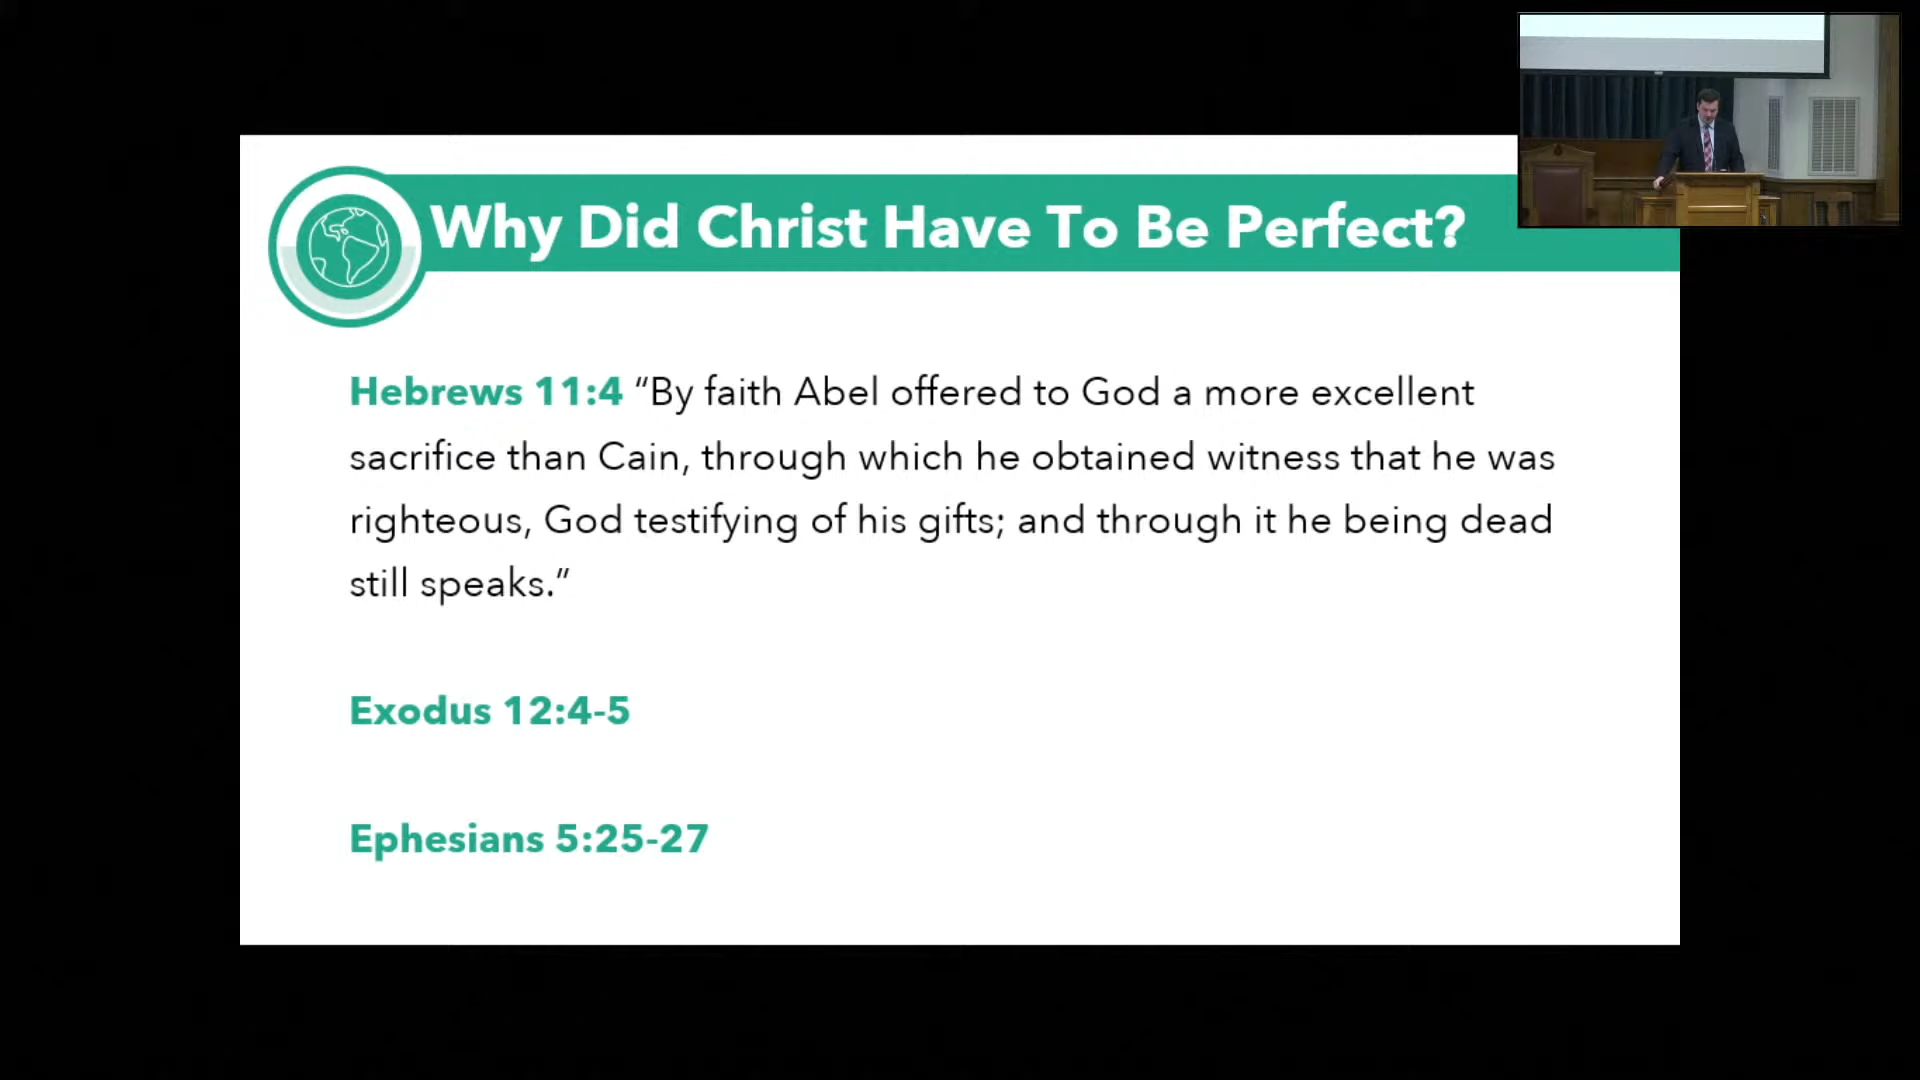 Why Did Christ Have To Be Perfect?
Hebrews 11:4 “By faith Abel offered to God a more excellent
sacrifice than Cain, through which he obtained witness that he was
righteous, God testifying of his gifts; and through it he being dead
still speaks.”
Exodus 12:4-5
Ephesians 5:25-27